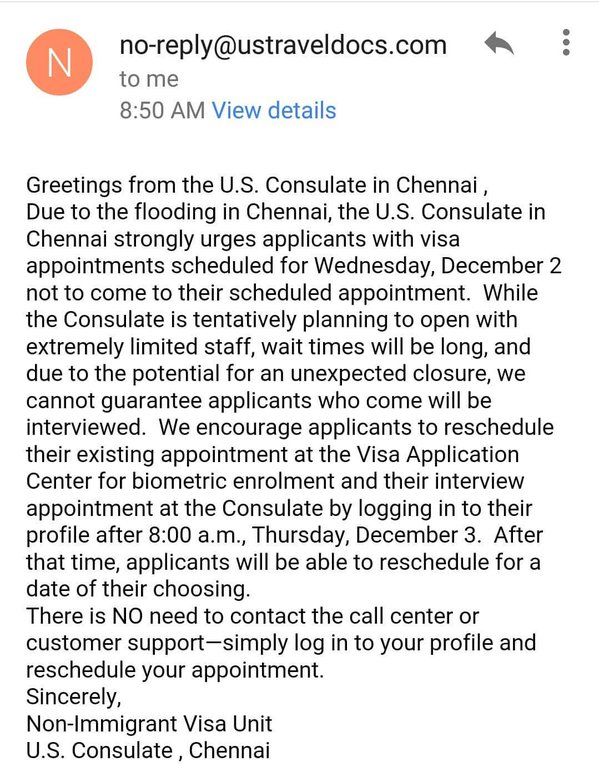 N
no-reply@ustraveldocs.com
to me
8:50 AM View details
Greetings from the U.S. Consulate in Chennai ,
Due to the flooding in Chennai, the U.S. Consulate in
Chennai strongly urges applicants with visa
appointments scheduled for Wednesday, December 2
not to come to their scheduled appointment.  While
the Consulate is tentatively planning to open with
extremely limited staff, wait times will be long, and
due to the potential for an unexpected closure, we
cannot guarantee applicants who come will be
interviewed.  We encourage applicants to reschedule
their existing appointment at the Visa Application
Center for biometric enrolment and their interview
appointment at the Consulate by logging in to their
profile after 8:00 a.m., Thursday, December 3.  After
that time, applicants will be able to reschedule for a
date of their choosing.
There is NO need to contact the call center or
customer support—simply log in to your profile and
reschedule your appointment.
Sincerely,
Non-Immigrant Visa Unit
U.S. Consulate , Chennai